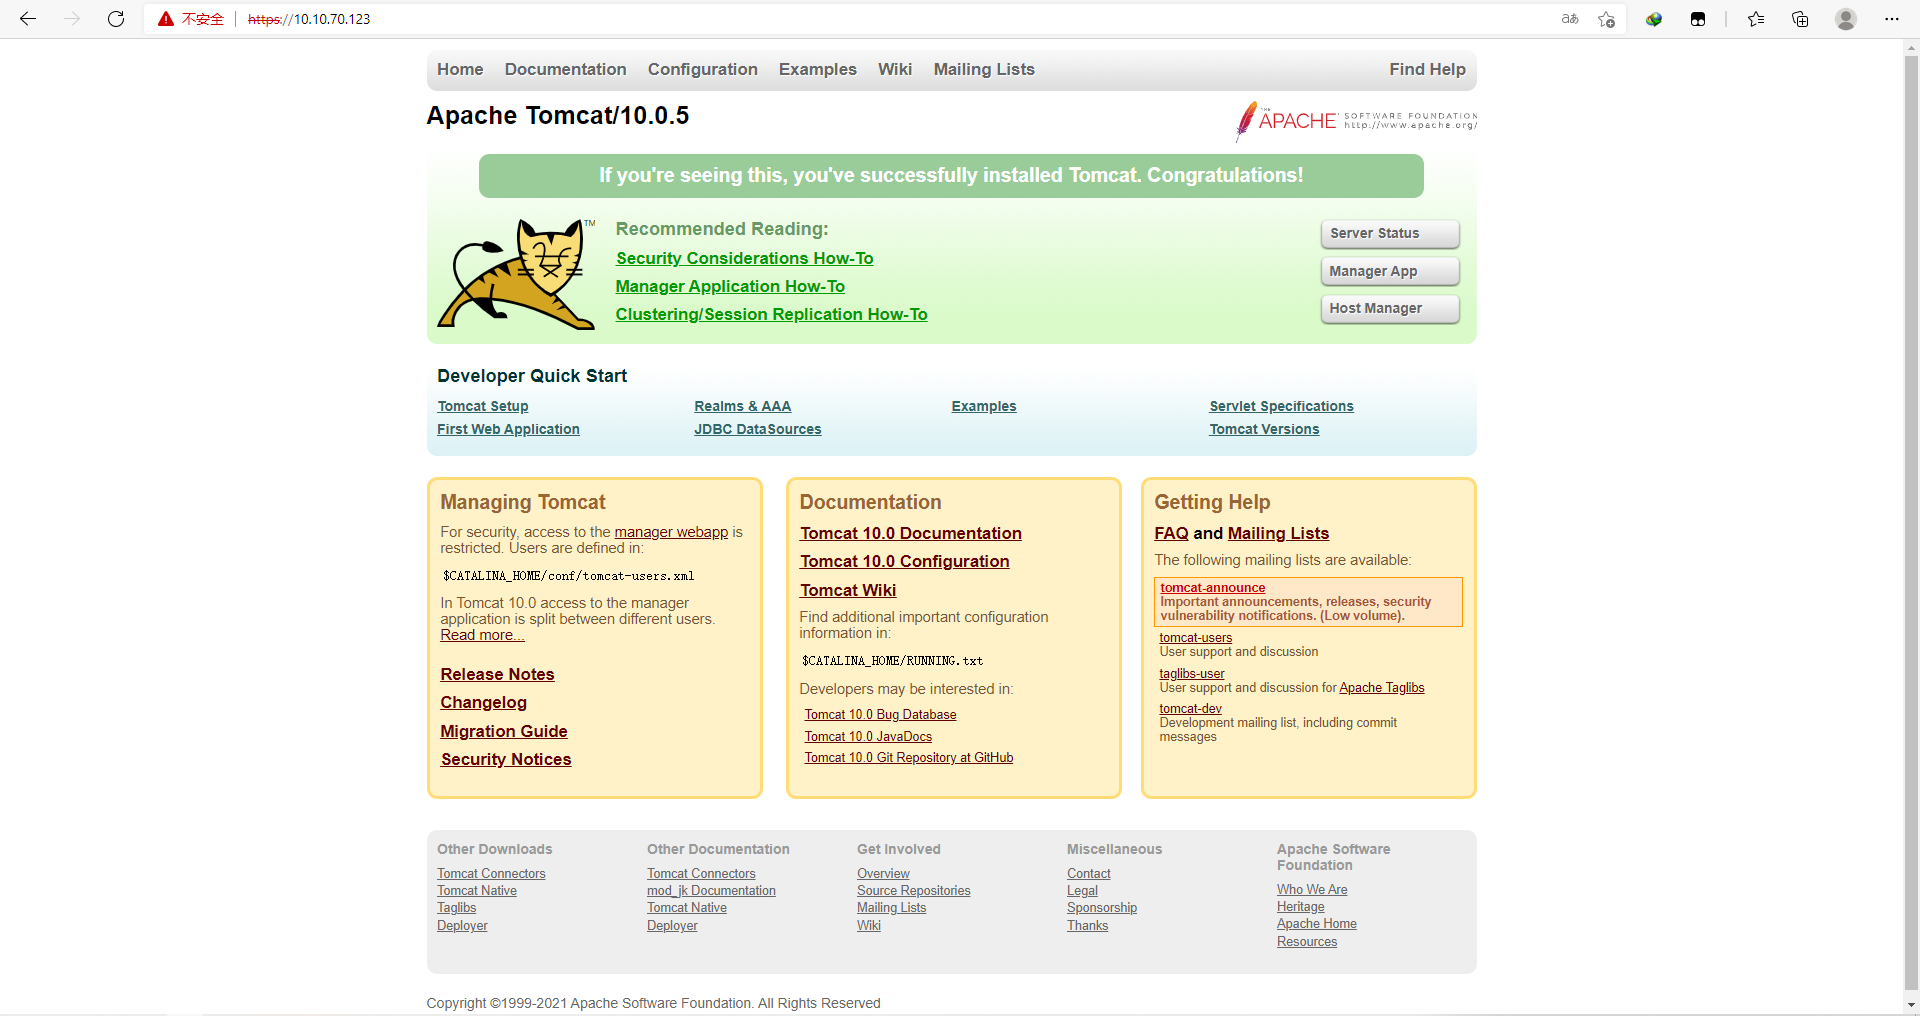 不安全 https://10.10.70.123 aあ
Home Documentation Configuration Examples Wiki Mailing Lists Find Help
Apache Tomcat/10.0.5
THE APACHE SOFTWARE FOUNDATION
http://www.apache.org/
If you're seeing this, you've successfully installed Tomcat. Congratulations!
TM
Recommended Reading:
Security Considerations How-To
Manager Application How-To
Clustering/Session Replication How-To
Server Status
Manager App
Host Manager
Developer Quick Start
Tomcat Setup
First Web Application
Realms & AAA
JDBC DataSources
Examples
Servlet Specifications
Tomcat Versions
Managing Tomcat
For security, access to the manager webapp is
restricted. Users are defined in:
$CATALINA_HOME/conf/tomcat-users.xml
In Tomcat 10.0 access to the manager
application is split between different users.
Read more...
Release Notes
Changelog
Migration Guide
Security Notices
Documentation
Tomcat 10.0 Documentation
Tomcat 10.0 Configuration
Tomcat Wiki
Find additional important configuration
information in:
$CATALINA_HOME/RUNNING.txt
Developers may be interested in:
Tomcat 10.0 Bug Database
Tomcat 10.0 JavaDocs
Tomcat 10.0 Git Repository at GitHub
Getting Help
FAQ and Mailing Lists
The following mailing lists are available:
tomcat-announce
Important announcements, releases, security
vulnerability notifications. (Low volume).
tomcat-users
User support and discussion
taglibs-user
User support and discussion for Apache Taglibs
tomcat-dev
Development mailing list, including commit
messages
Other Downloads
Tomcat Connectors
Tomcat Native
Taglibs
Deployer
Other Documentation
Tomcat Connectors
mod_jk Documentation
Tomcat Native
Deployer
Get Involved
Overview
Source Repositories
Mailing Lists
Wiki
Miscellaneous
Contact
Legal
Sponsorship
Thanks
Apache Software
Foundation
Who We Are
Heritage
Apache Home
Resources
Copyright ©1999-2021 Apache Software Foundation. All Rights Reserved